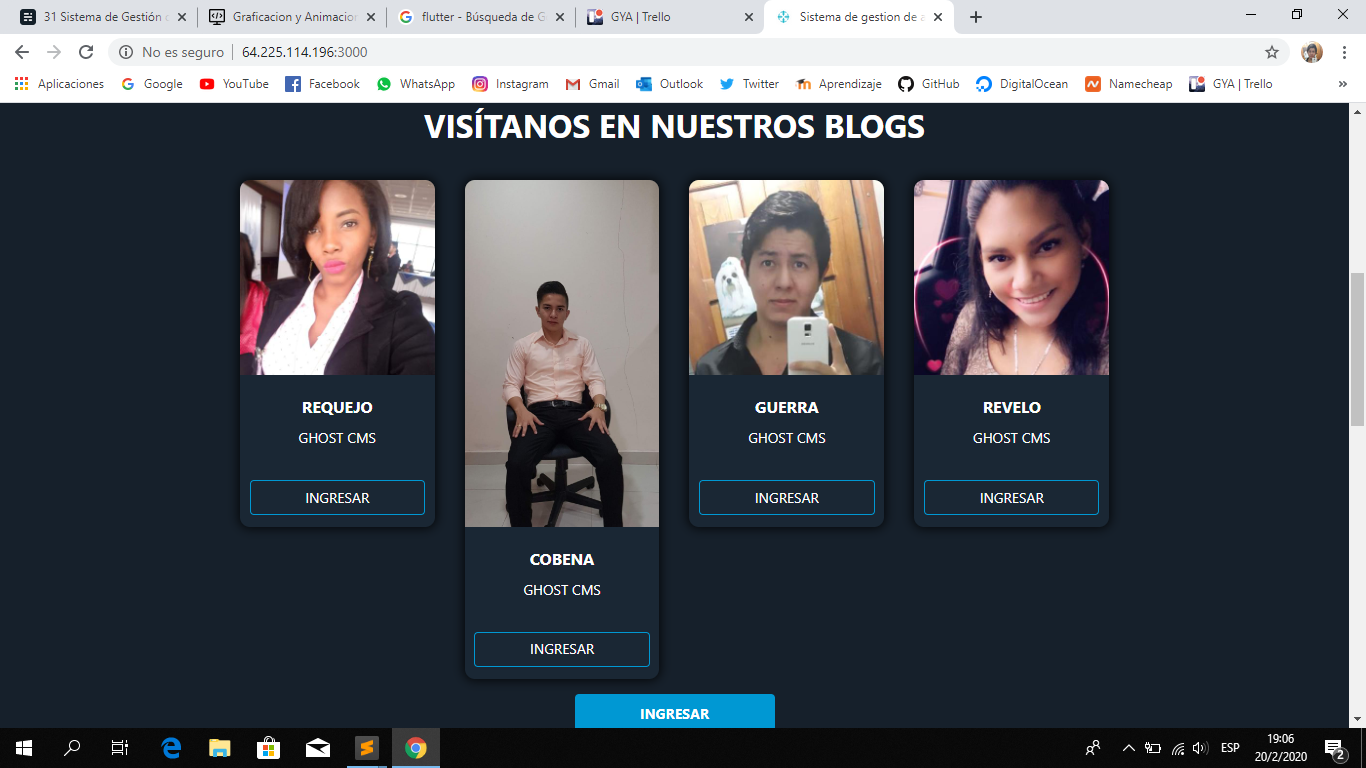 31 Sistema de Gestión d
Graficacion y Animacion
flutter - Búsqueda de G
GYA | Trello
Sistema de gestion de a
No es seguro
64.225.114.196:3000
Aplicaciones
Google
YouTube
Facebook
WhatsApp
Instagram
Gmail
Outlook
Twitter
Aprendizaje
GitHub
DigitalOcean
Namecheap
GYA | Trello
VISÍTANOS EN NUESTROS BLOGS
REQUEJO
GHOST CMS
INGRESAR
COBENA
GHOST CMS
INGRESAR
GUERRA
GHOST CMS
INGRESAR
REVELO
GHOST CMS
INGRESAR
INGRESAR
ESP
19:06
20/2/2020
2